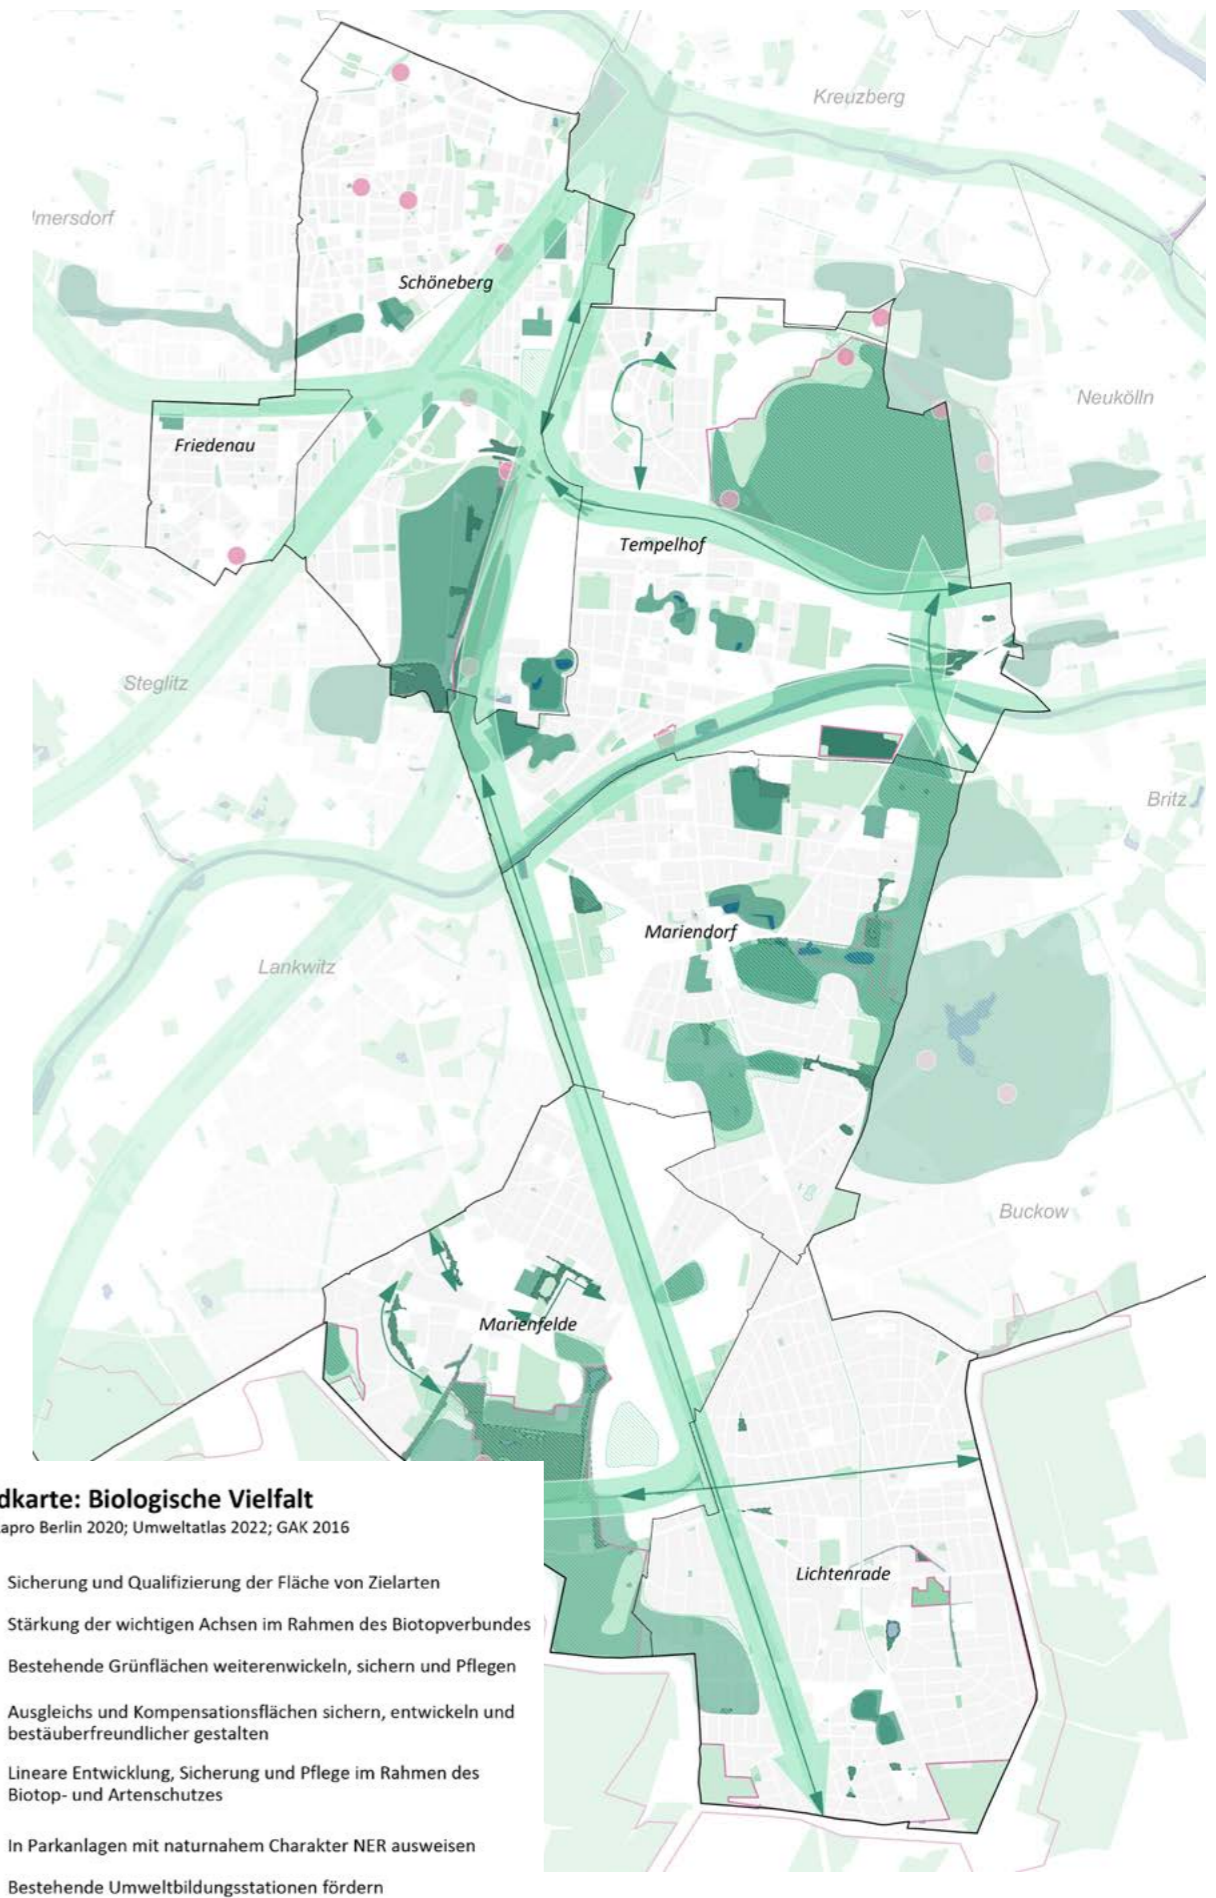 Kreuzberg
lmersdorf
Schöneberg
Neukölln
Friedenau
Tempelhof
Steglitz
Britz
Mariendorf
Lankwitz
Buckow
Marienfelde
dkarte: Biologische Vielfalt
apro Berlin 2020; Umweltatlas 2022; GAK 2016
Sicherung und Qualifizierung der Fläche von Zielarten
Lichtenrade
Stärkung der wichtigen Achsen im Rahmen des Biotopverbundes
Bestehende Grünflächen weiterenwickeln, sichern und Pflegen
Ausgleichs und Kompensationsflächen sichern, entwickeln und
bestäuberfreundlicher gestalten
Lineare Entwicklung, Sicherung und Pflege im Rahmen des
Biotop- und Artenschutzes
In Parkanlagen mit naturnahem Charakter NER ausweisen
Bestehende Umweltbildungsstationen fördern